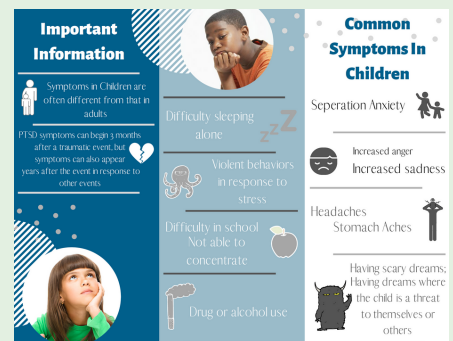 Important
Information
Symptoms in Children are
often different from that in
adults
PTSD symptoms can begin 3 months
after a traumatic event, but
symptoms can also appear
years after the event in response to
other events
Difficulty sleeping
alone
zzZ
Violent behaviors
in response to
stress
Difficulty in school
Not able to
concentrate
Drug or alcohol use
Common
Symptoms In
Children
Seperation Anxiety
Increased anger
Increased sadness
Headaches
Stomach Aches
Having scary dreams;
Having dreams where
the child is a threat
to themselves or
others